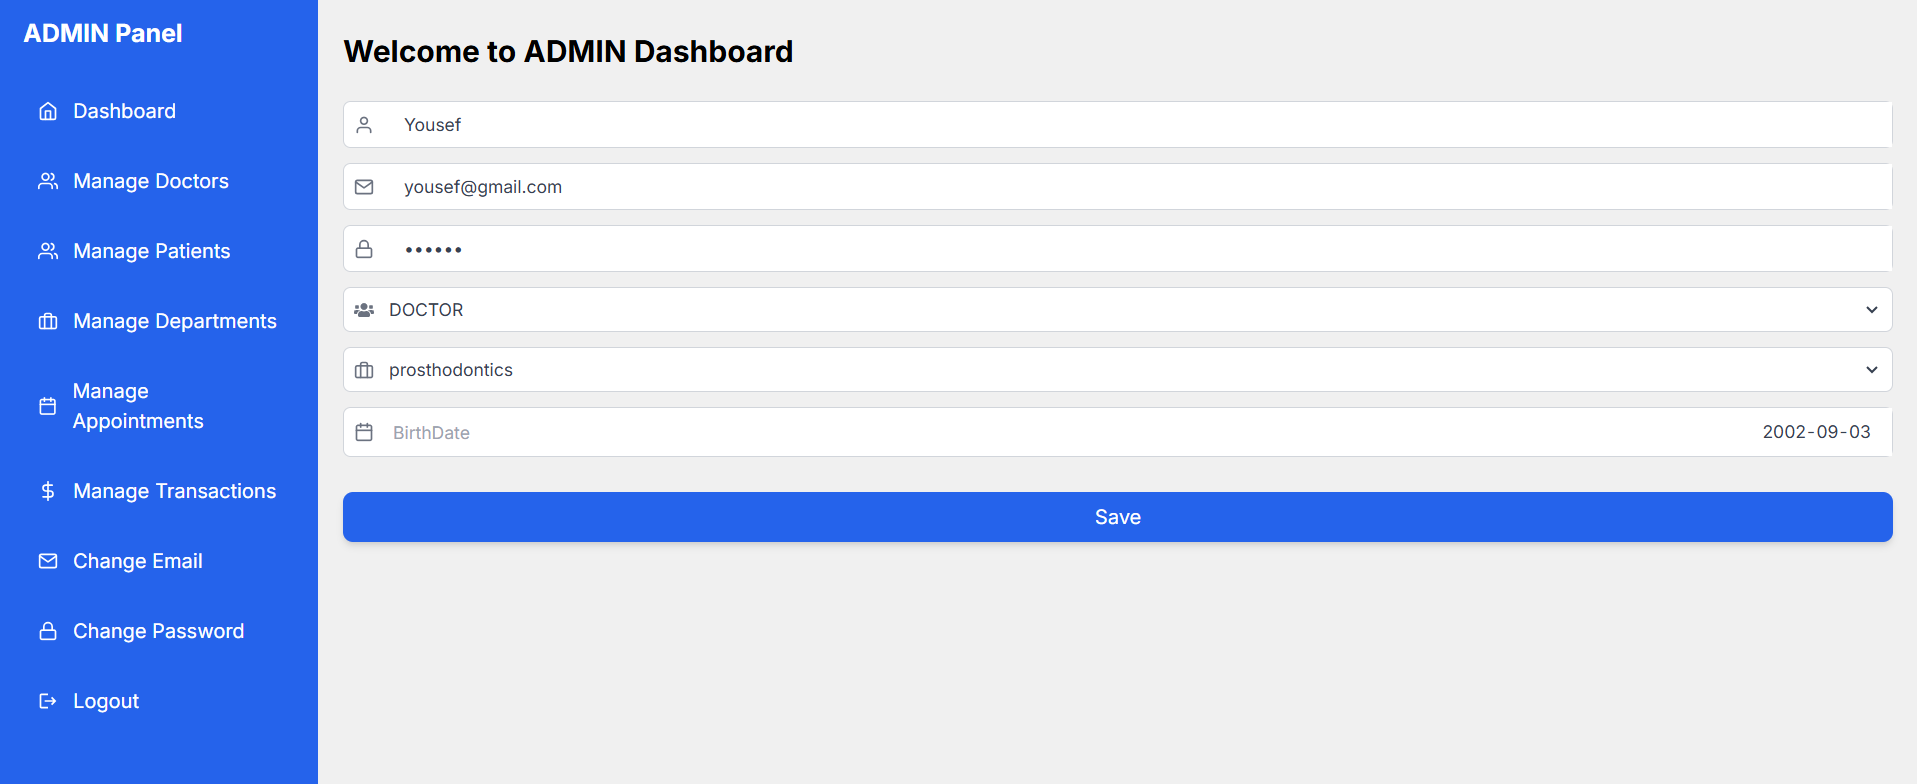 ADMIN Panel
Dashboard
Manage Doctors
Manage Patients
Manage Departments
Manage
Appointments
Manage Transactions
Change Email
Change Password
Logout
Welcome to ADMIN Dashboard
Yousef
yousef@gmail.com
••••••
DOCTOR
prosthodontics
BirthDate 2002-09-03
Save